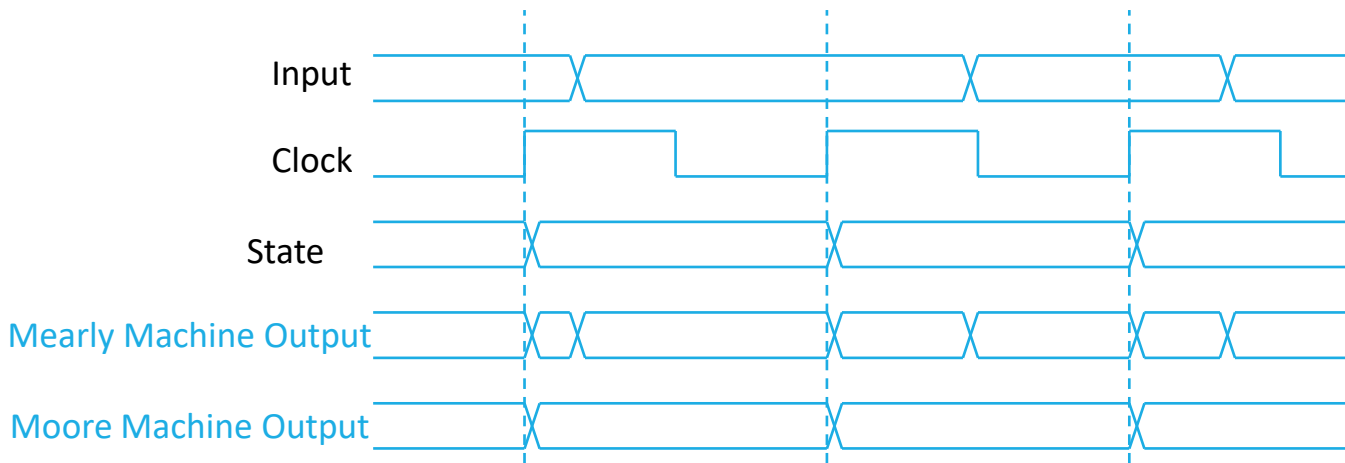 Input
Clock
State
Mearly Machine Output
Moore Machine Output